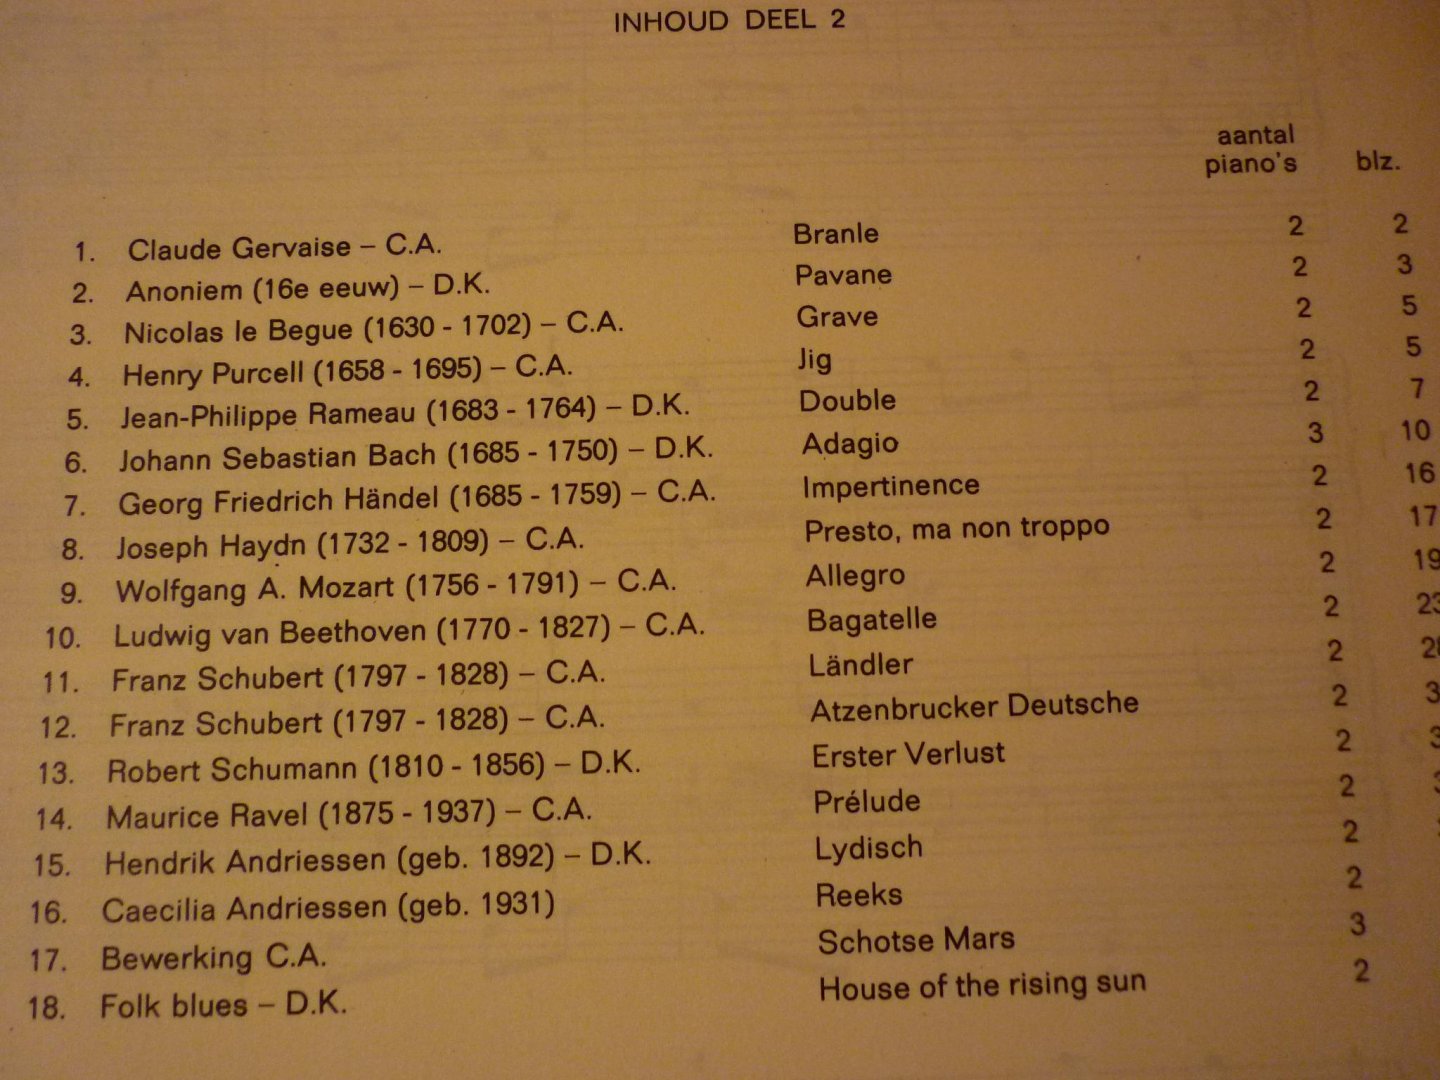 INHOUD DEEL 2
aantal
piano's blz.
1. Claude Gervaise – C.A. Branle 2 2
2. Anoniem (16e eeuw) – D.K. Pavane 2 3
3. Nicolas le Begue (1630 - 1702) – C.A. Grave 2 5
4. Henry Purcell (1658 - 1695) – C.A. Jig 2 5
5. Jean-Philippe Rameau (1683 - 1764) – D.K. Double 2 7
6. Johann Sebastian Bach (1685 - 1750) – D.K. Adagio 3 10
7. Georg Friedrich Händel (1685 - 1759) – C.A. Impertinence 2 16
8. Joseph Haydn (1732 - 1809) – C.A. Presto, ma non troppo 2 17
9. Wolfgang A. Mozart (1756 - 1791) – C.A. Allegro 2 19
10. Ludwig van Beethoven (1770 - 1827) – C.A. Bagatelle 2 23
11. Franz Schubert (1797 - 1828) – C.A. Ländler 2
12. Franz Schubert (1797 - 1828) – C.A. Atzenbrucker Deutsche 2
13. Robert Schumann (1810 - 1856) – D.K. Erster Verlust 2
14. Maurice Ravel (1875 - 1937) – C.A. Prélude 2
15. Hendrik Andriessen (geb. 1892) – D.K. Lydisch 2
16. Caecilia Andriessen (geb. 1931) Reeks 2
17. Bewerking C.A. Schotse Mars 3
18. Folk blues – D.K. House of the rising sun 2